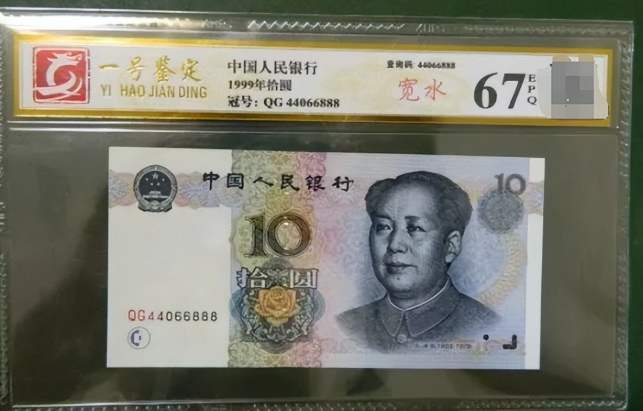 一号鉴定
YI HAO JIAN DING
中国人民银行
1999年拾圆
冠号: QG 44066888
查询码: 44066888
宽水
67 EPQ
中国人民银行
10
10
拾圆
QG44066888